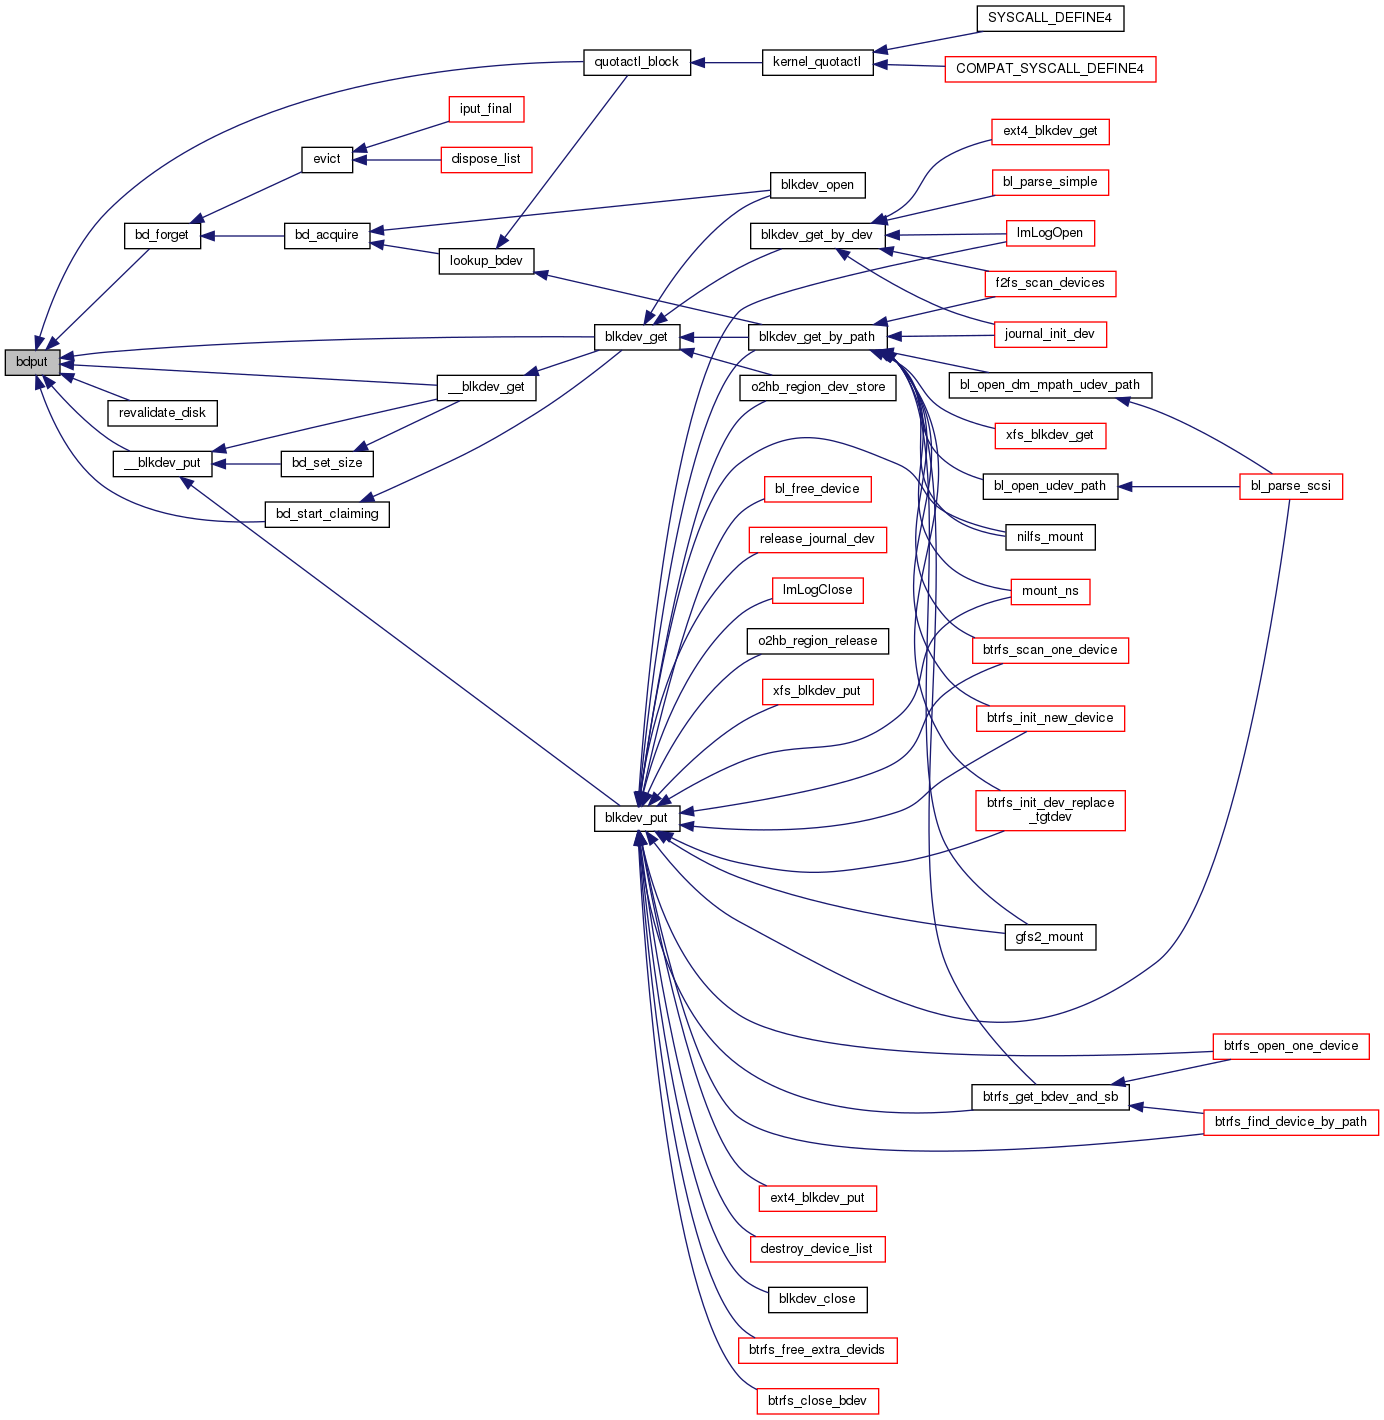 SYSCALL_DEFINE4
quotactl_block
kernel_quotactl
COMPAT_SYSCALL_DEFINE4
iput_final
ext4_blkdev_get
evict
dispose_list
blkdev_open
bl_parse_simple
bd_forget
bd_acquire
blkdev_get_by_dev
lmLogOpen
lookup_bdev
f2fs_scan_devices
blkdev_get
blkdev_get_by_path
journal_init_dev
bdput
__blkdev_get
o2hb_region_dev_store
bl_open_dm_mpath_udev_path
revalidate_disk
xfs_blkdev_get
__blkdev_put
bd_set_size
bl_free_device
bl_open_udev_path
bl_parse_scsi
bd_start_claiming
release_journal_dev
nilfs_mount
lmLogClose
mount_ns
o2hb_region_release
btrfs_scan_one_device
xfs_blkdev_put
btrfs_init_new_device
blkdev_put
btrfs_init_dev_replace
_tgtdev
gfs2_mount
btrfs_open_one_device
btrfs_get_bdev_and_sb
btrfs_find_device_by_path
ext4_blkdev_put
destroy_device_list
blkdev_close
btrfs_free_extra_devids
btrfs_close_bdev